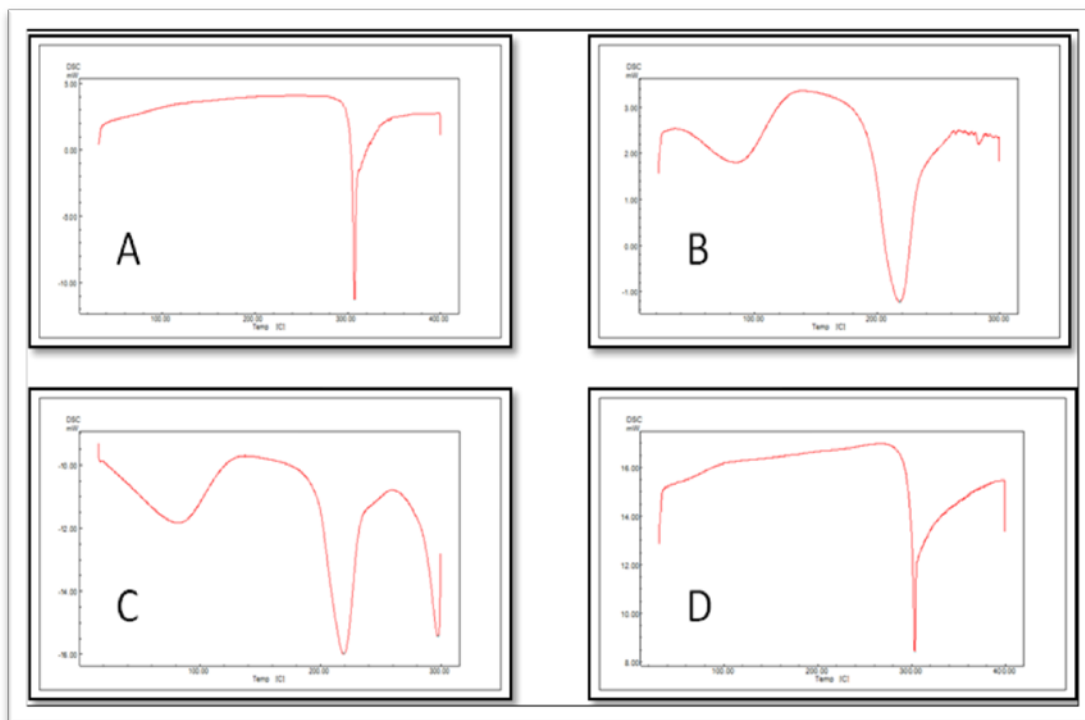 DSC
mW
5.00
0.00
-5.00
-10.00
A
100.00 200.00 300.00 400.00
Temp [C]
DSC
mW
3.00
2.00
1.00
0.00
-1.00
B
100.00 200.00 300.00
Temp [C]
DSC
mW
-10.00
-12.00
-14.00
-16.00
C
100.00 200.00 300.00
Temp [C]
DSC
mW
16.00
14.00
12.00
10.00
8.00
D
100.00 200.00 300.00 400.00
Temp [C]